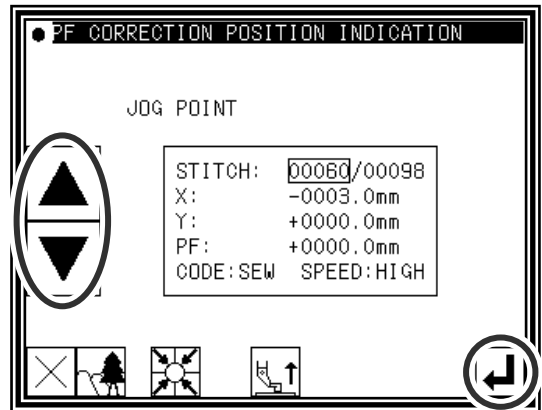 PF CORRECTION POSITION INDICATION
JOG POINT
STITCH: 00060/00098
X: -0003.0mm
Y: +0000.0mm
PF: +0000.0mm
CODE:SEW SPEED:HIGH